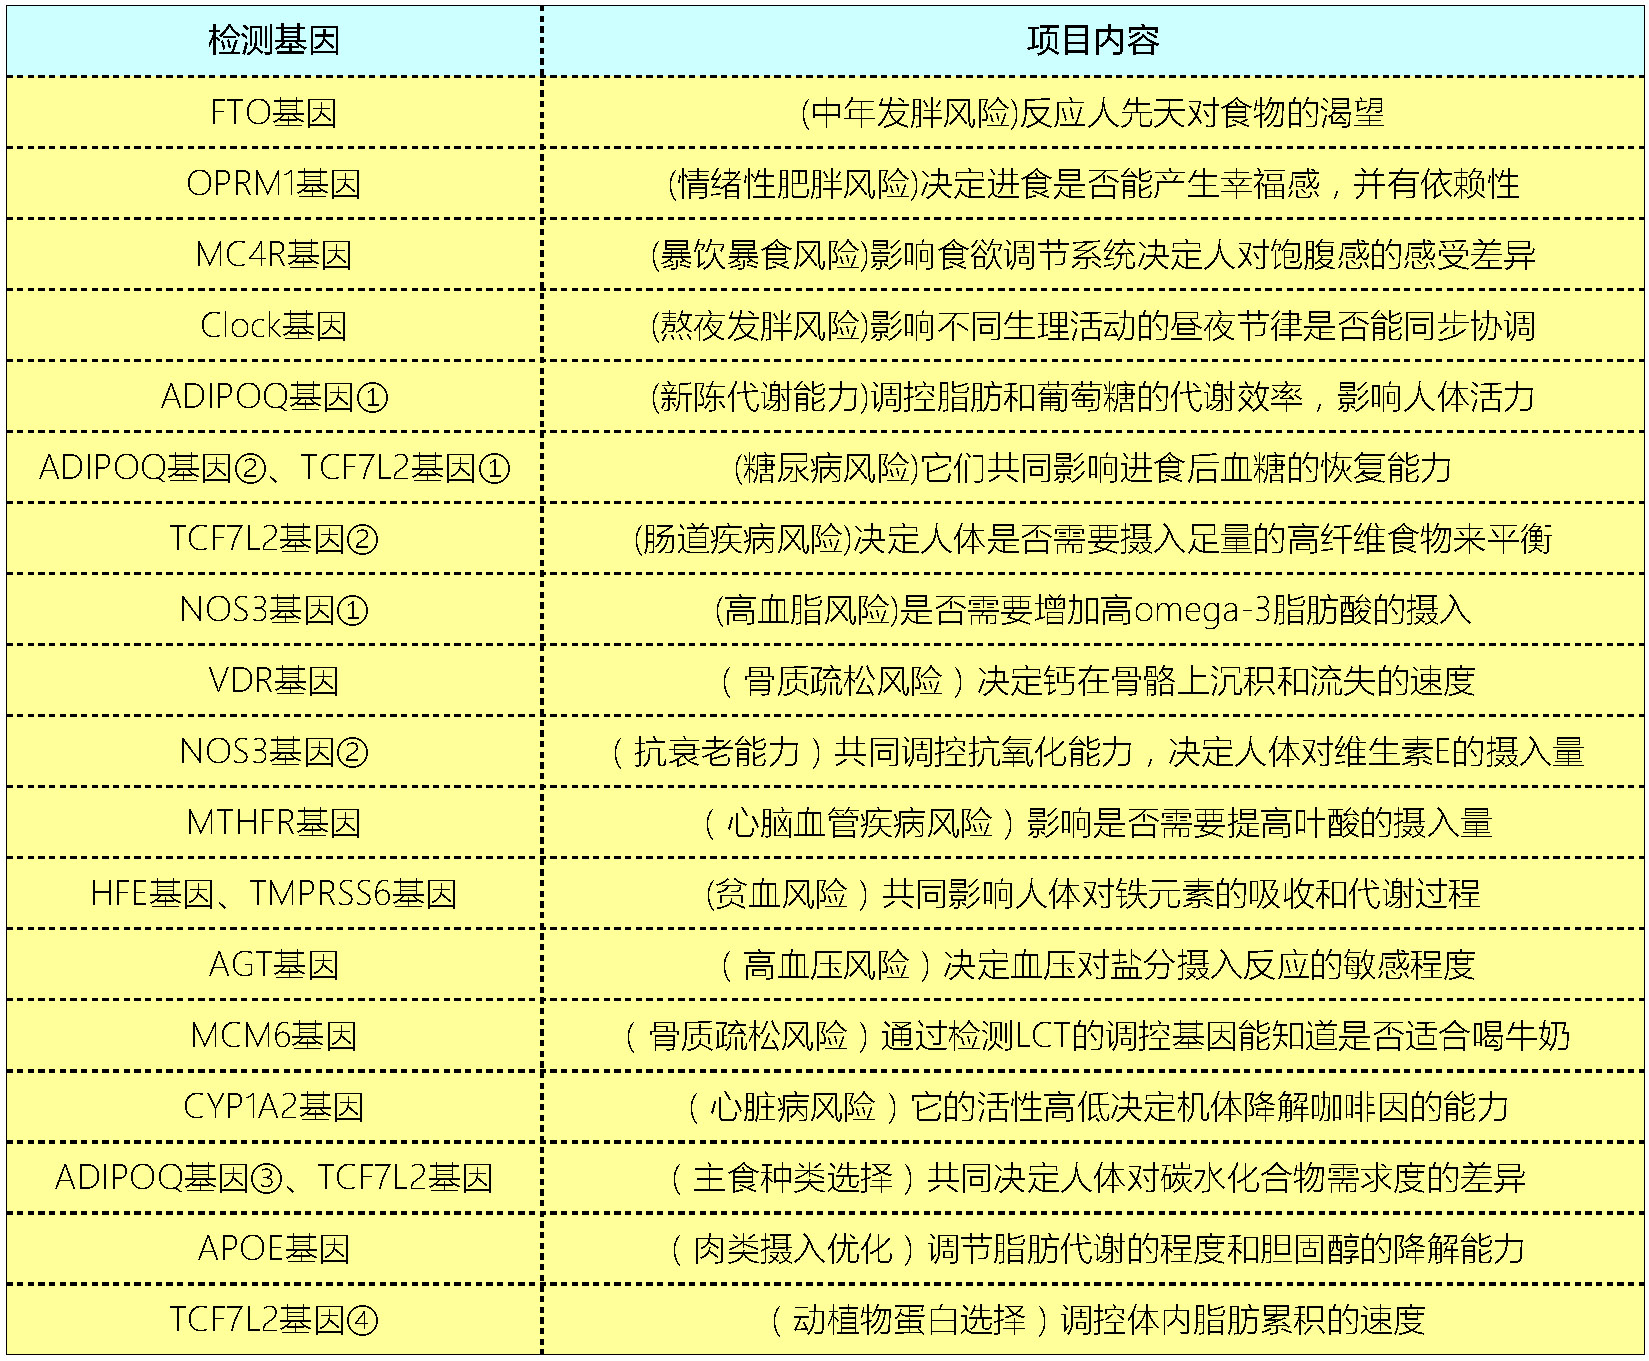 检测基因 项目内容
FTO基因 (中年发胖风险)反应人先天对食物的渴望
OPRM1基因 (情绪性肥胖风险)决定进食是否能产生幸福感，并有依赖性
MC4R基因 (暴饮暴食风险)影响食欲调节系统决定人对饱腹感的感受差异
Clock基因 (熬夜发胖风险)影响不同生理活动的昼夜节律是否能同步协调
ADIPOQ基因① (新陈代谢能力)调控脂肪和葡萄糖的代谢效率，影响人体活力
ADIPOQ基因②、TCF7L2基因① (糖尿病风险)它们共同影响进食后血糖的恢复能力
TCF7L2基因② (肠道疾病风险)决定人体是否需要摄入足量的高纤维食物来平衡
NOS3基因① (高血脂风险)是否需要增加高omega-3脂肪酸的摄入
VDR基因 （骨质疏松风险）决定钙在骨骼上沉积和流失的速度
NOS3基因② （抗衰老能力）共同调控抗氧化能力，决定人体对维生素E的摄入量
MTHFR基因 （心脑血管疾病风险）影响是否需要提高叶酸的摄入量
HFE基因、TMPRSS6基因 (贫血风险）共同影响人体对铁元素的吸收和代谢过程
AGT基因 （高血压风险）决定血压对盐分摄入反应的敏感程度
MCM6基因 （骨质疏松风险）通过检测LCT的调控基因能知道是否适合喝牛奶
CYP1A2基因 （心脏病风险）它的活性高低决定机体降解咖啡因的能力
ADIPOQ基因③、TCF7L2基因 （主食种类选择）共同决定人体对碳水化合物需求度的差异
APOE基因 （肉类摄入优化）调节脂肪代谢的程度和胆固醇的降解能力
TCF7L2基因④ （动植物蛋白选择）调控体内脂肪累积的速度